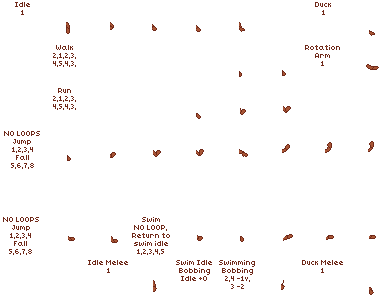 Idle
1
Duck
1
Walk
2,1,2,3,
4,5,4,3,
Rotation
Arm
1
Run
2,1,2,3,
4,5,4,3,
NO LOOPS
Jump
1,2,3,4
Fall
5,6,7,8
NO LOOPS
Jump
1,2,3,4
Fall
5,6,7,8
Swim
NO LOOP,
Return to
swim idle
1,2,3,4,5
Idle Melee
1
Swim Idle
Bobbing
Idle +0
Swimming
Bobbing
2,4 -1v,
3 -2
Duck Melee
1